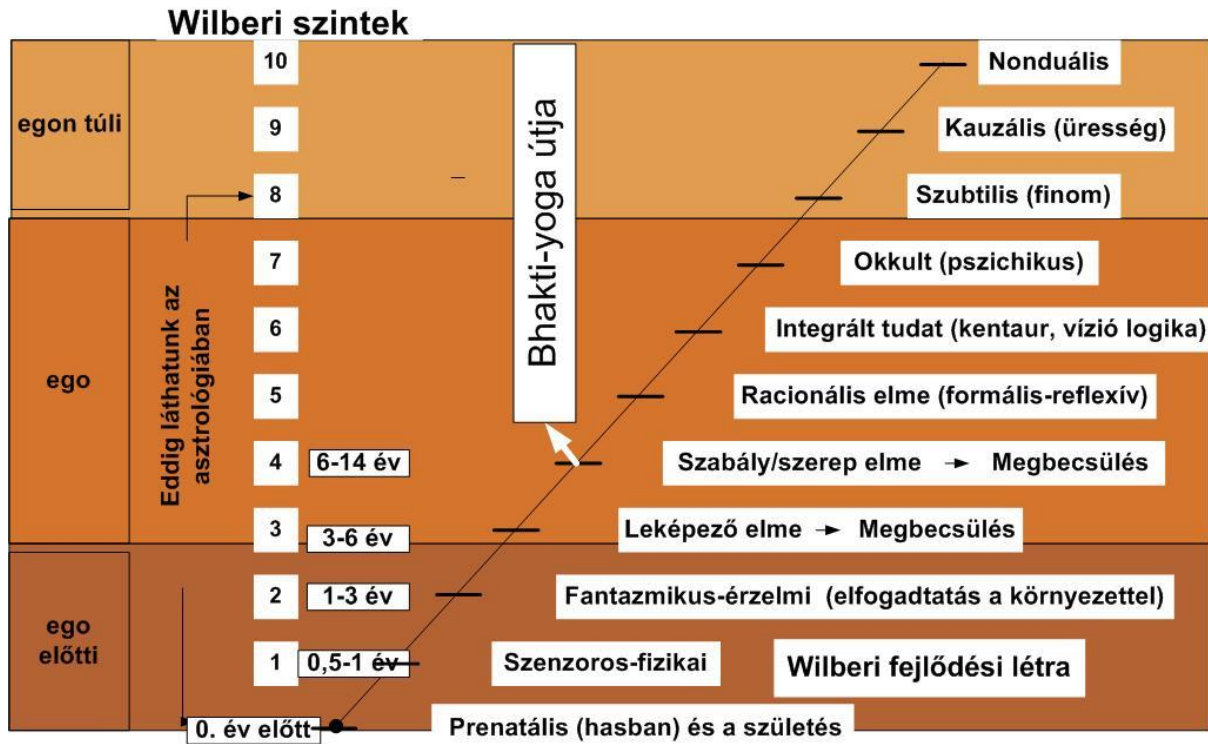 Wilberi szintek
10
Nonduális
egon túli
9
Kauzális (üresség)
8
Szubtilis (finom)
Bhakti-yoga útja
7
Okkult (pszichikus)
Eddig láthatunk az
asztrológiában
6
Integrált tudat (kentaur, vízió logika)
ego
5
Racionális elme (formális-reflexív)
4
6-14 év
Szabály/szerep elme
Megbecsülés
3
3-6 év
Leképező elme
Megbecsülés
2
1-3 év
Fantazmikus-érzelmi (elfogadtatás a környezettel)
ego
előtti
1
0,5-1 év
Szenzoros-fizikai
Wilberi fejlődési létra
0. év előtt
Prenatális (hasban) és a születés